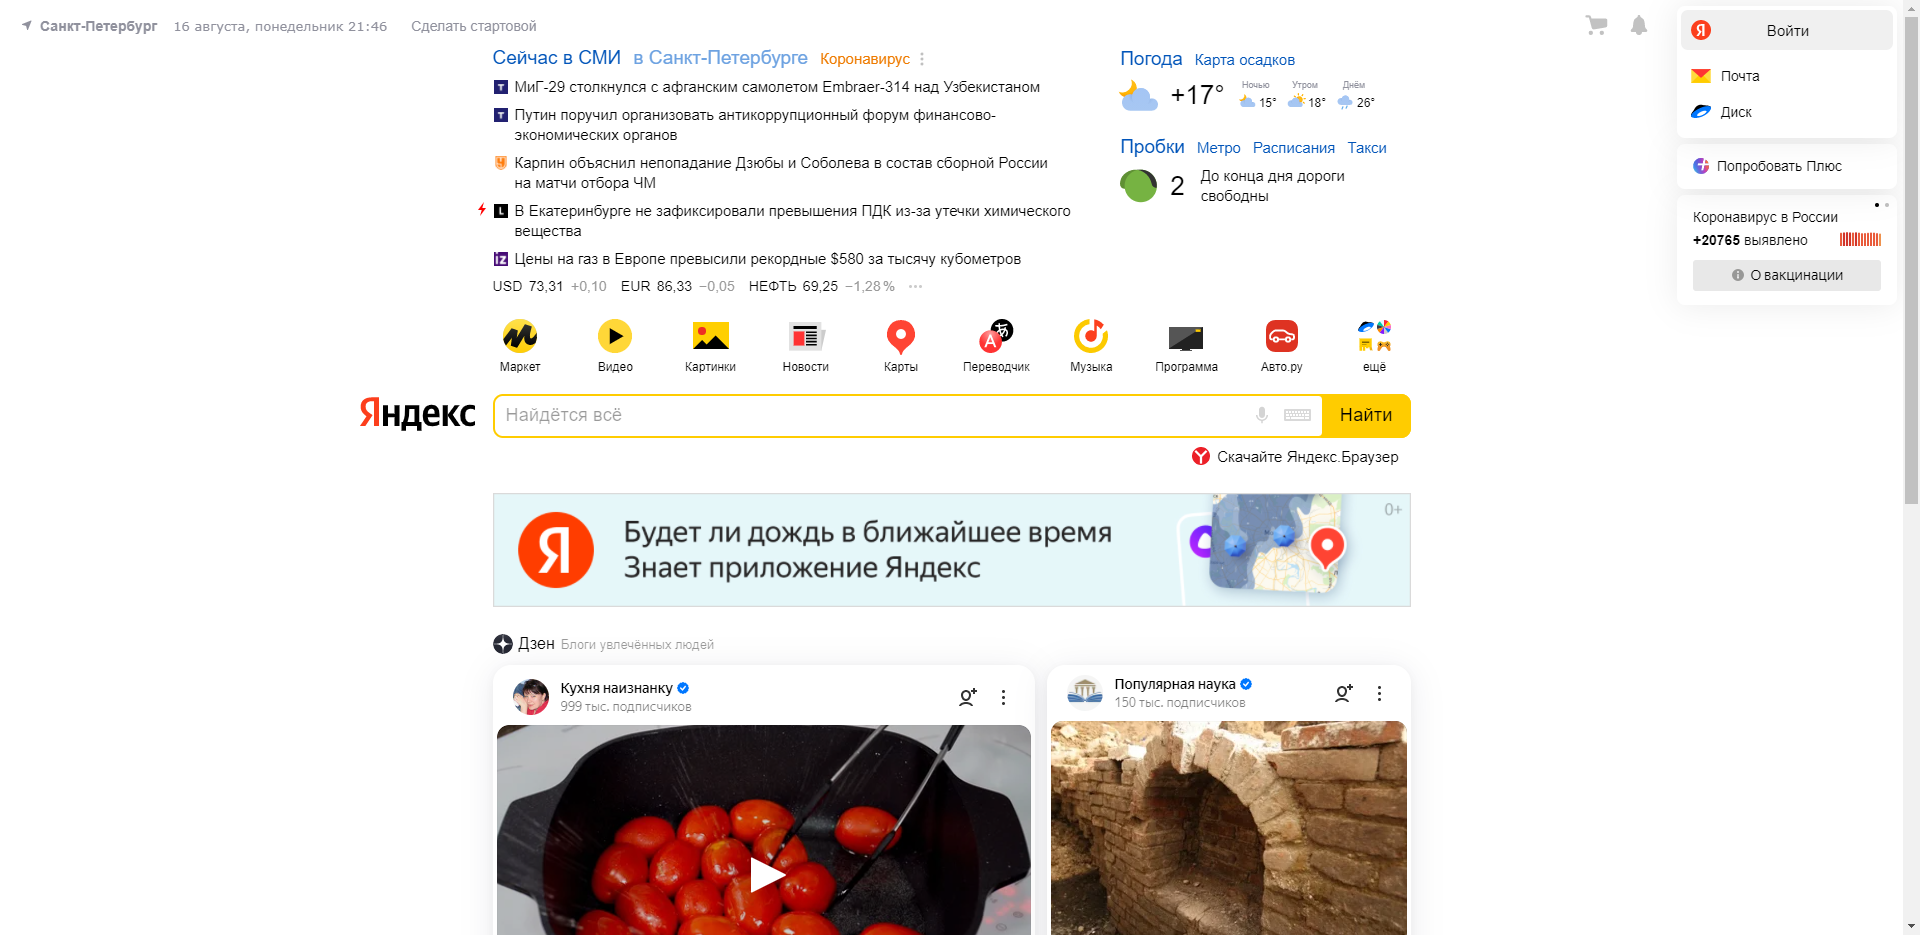 Санкт-Петербург 16 августа, понедельник 21:46 Сделать стартовой
Сейчас в СМИ в Санкт-Петербурге Коронавирус
МиГ-29 столкнулся с афганским самолетом Embraer-314 над Узбекистаном
Путин поручил организовать антикоррупционный форум финансово-
экономических органов
Карпин объяснил непопадание Дзюбы и Соболева в состав сборной России
на матчи отбора ЧМ
В Екатеринбурге не зафиксировали превышения ПДК из-за утечки химического
вещества
Цены на газ в Европе превысили рекордные $580 за тысячу кубометров
USD 73,31 +0,10 EUR 86,33 −0,05 НЕФТЬ 69,25 −1,28%
Погода Карта осадков
+17° Ночью 15° Утром 18° Днём 26°
Пробки Метро Расписания Такси
2 До конца дня дороги
свободны
Войти
Почта
Диск
Попробовать Плюс
Коронавирус в России
+20765 выявлено
О вакцинации
Маркет Видео Картинки Новости Карты Переводчик Музыка Программа Авто.ру ещё
Яндекс Найдётся всё Найти
Скачайте Яндекс.Браузер
Я Будет ли дождь в ближайшее время
Знает приложение Яндекс
0+
Дзен Блоги увлечённых людей
Кухня наизнанку
999 тыс. подписчиков
Популярная наука
150 тыс. подписчиков